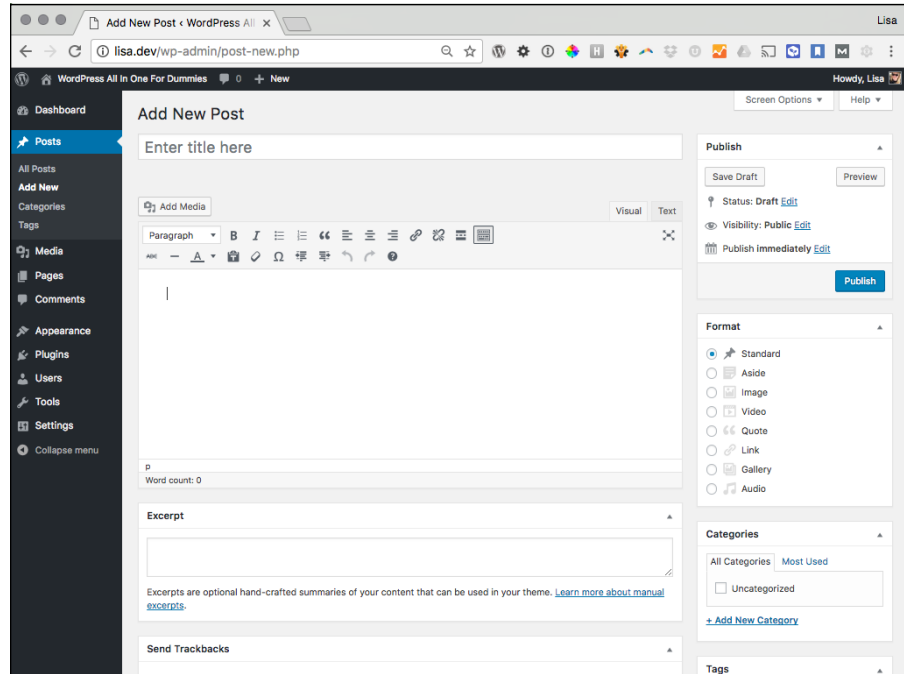 Add New Post ‹ WordPress All
Lisa
lisa.dev/wp-admin/post-new.php
WordPress All In One For Dummies 0 + New
Howdy, Lisa
Screen Options Help
Dashboard
Posts
All Posts
Add New
Categories
Tags
Media
Pages
Comments
Appearance
Plugins
Users
Tools
Settings
Collapse menu
Add New Post
Enter title here
Add Media
Visual Text
Paragraph B I
ABC A Ω
p
Word count: 0
Excerpt
Excerpts are optional hand-crafted summaries of your content that can be used in your theme. Learn more about manual
excerpts.
Send Trackbacks
Publish
Save Draft Preview
Status: Draft Edit
Visibility: Public Edit
Publish immediately Edit
Publish
Format
Standard
Aside
Image
Video
Quote
Link
Gallery
Audio
Categories
All Categories Most Used
Uncategorized
+ Add New Category
Tags